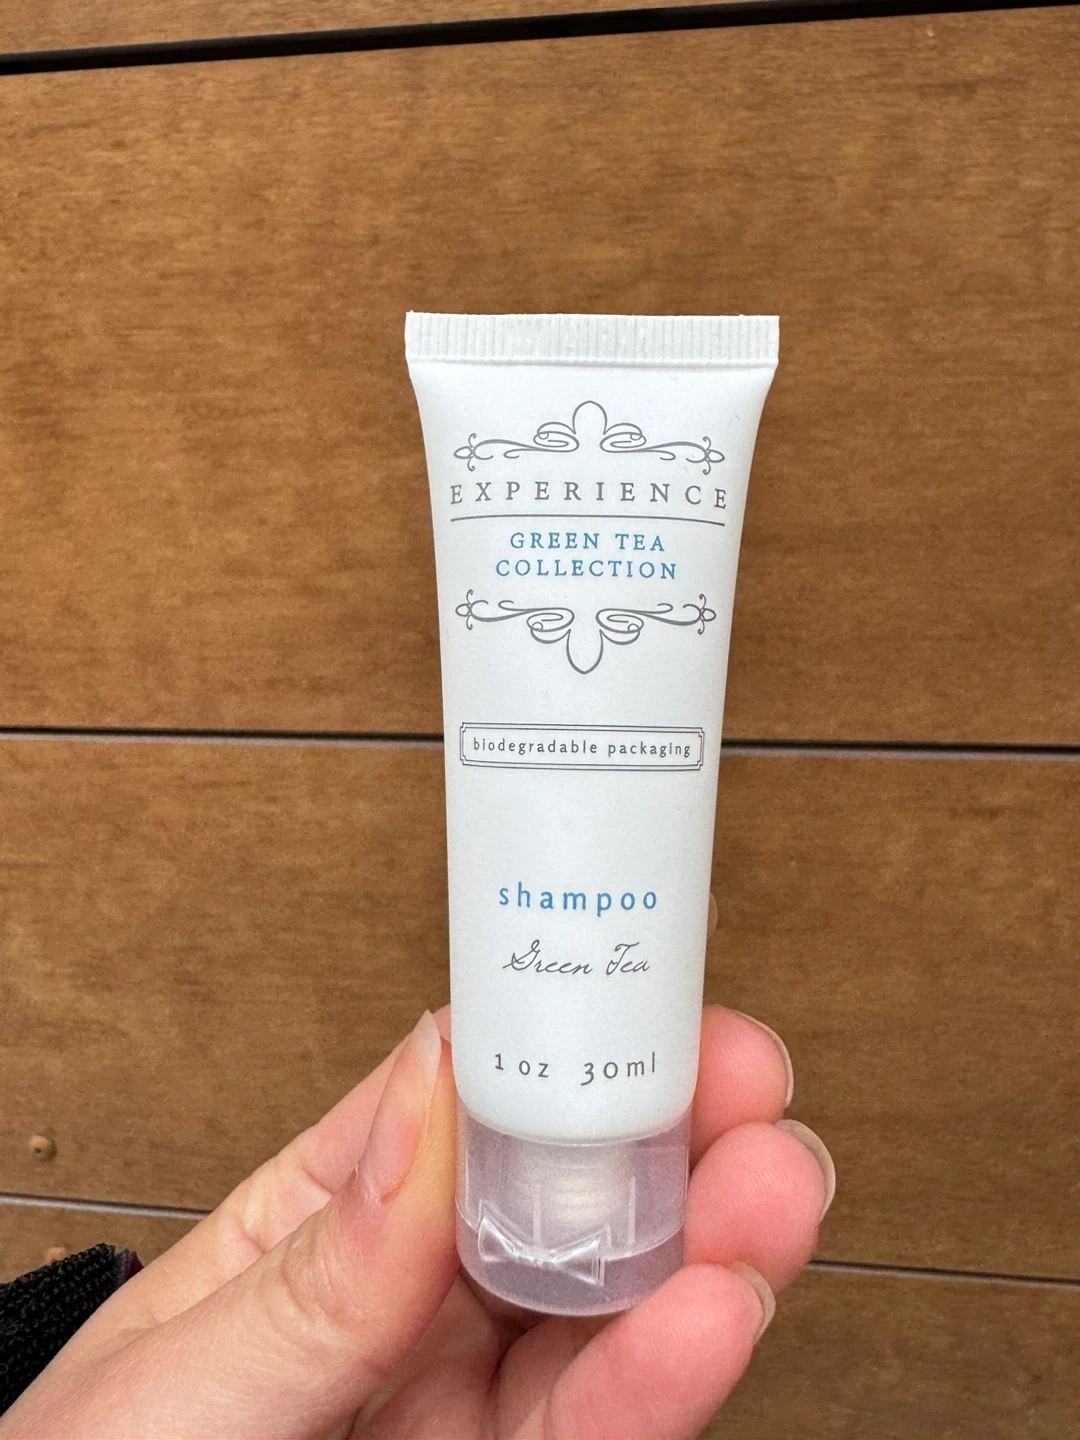 EXPERIENCE
GREEN TEA
COLLECTION
biodegradable packaging
shampoo
Green Tea
1 oz 30ml